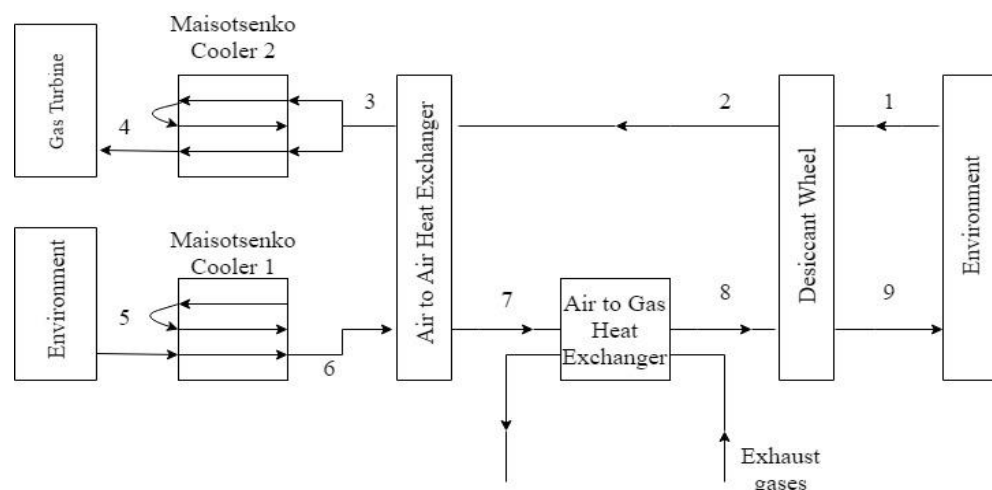 Maisotsenko
Cooler 2
Gas Turbine
4
3
Air to Air Heat Exchanger
2
Desiccant Wheel
1
Environment
Environment
Maisotsenko
Cooler 1
5
6
7
Air to Gas
Heat
Exchanger
8
9
Exhaust
gases